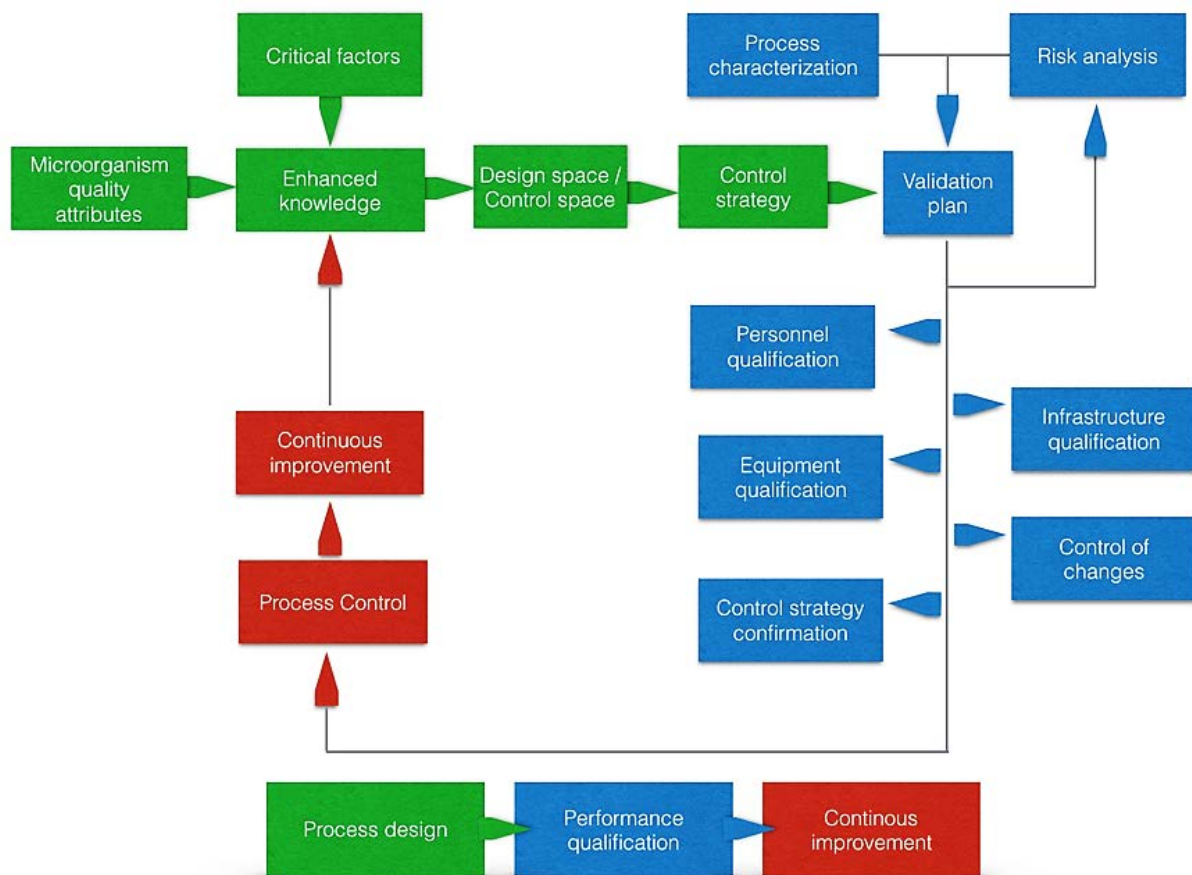 Critical factors
Process
characterization
Risk analysis
Microorganism
quality
attributes
Enhanced
knowledge
Design space /
Control space
Control
strategy
Validation
plan
Personnel
qualification
Infrastructure
qualification
Continuous
improvement
Equipment
qualification
Control of
changes
Process Control
Control strategy
confirmation
Process design
Performance
qualification
Continous
improvement